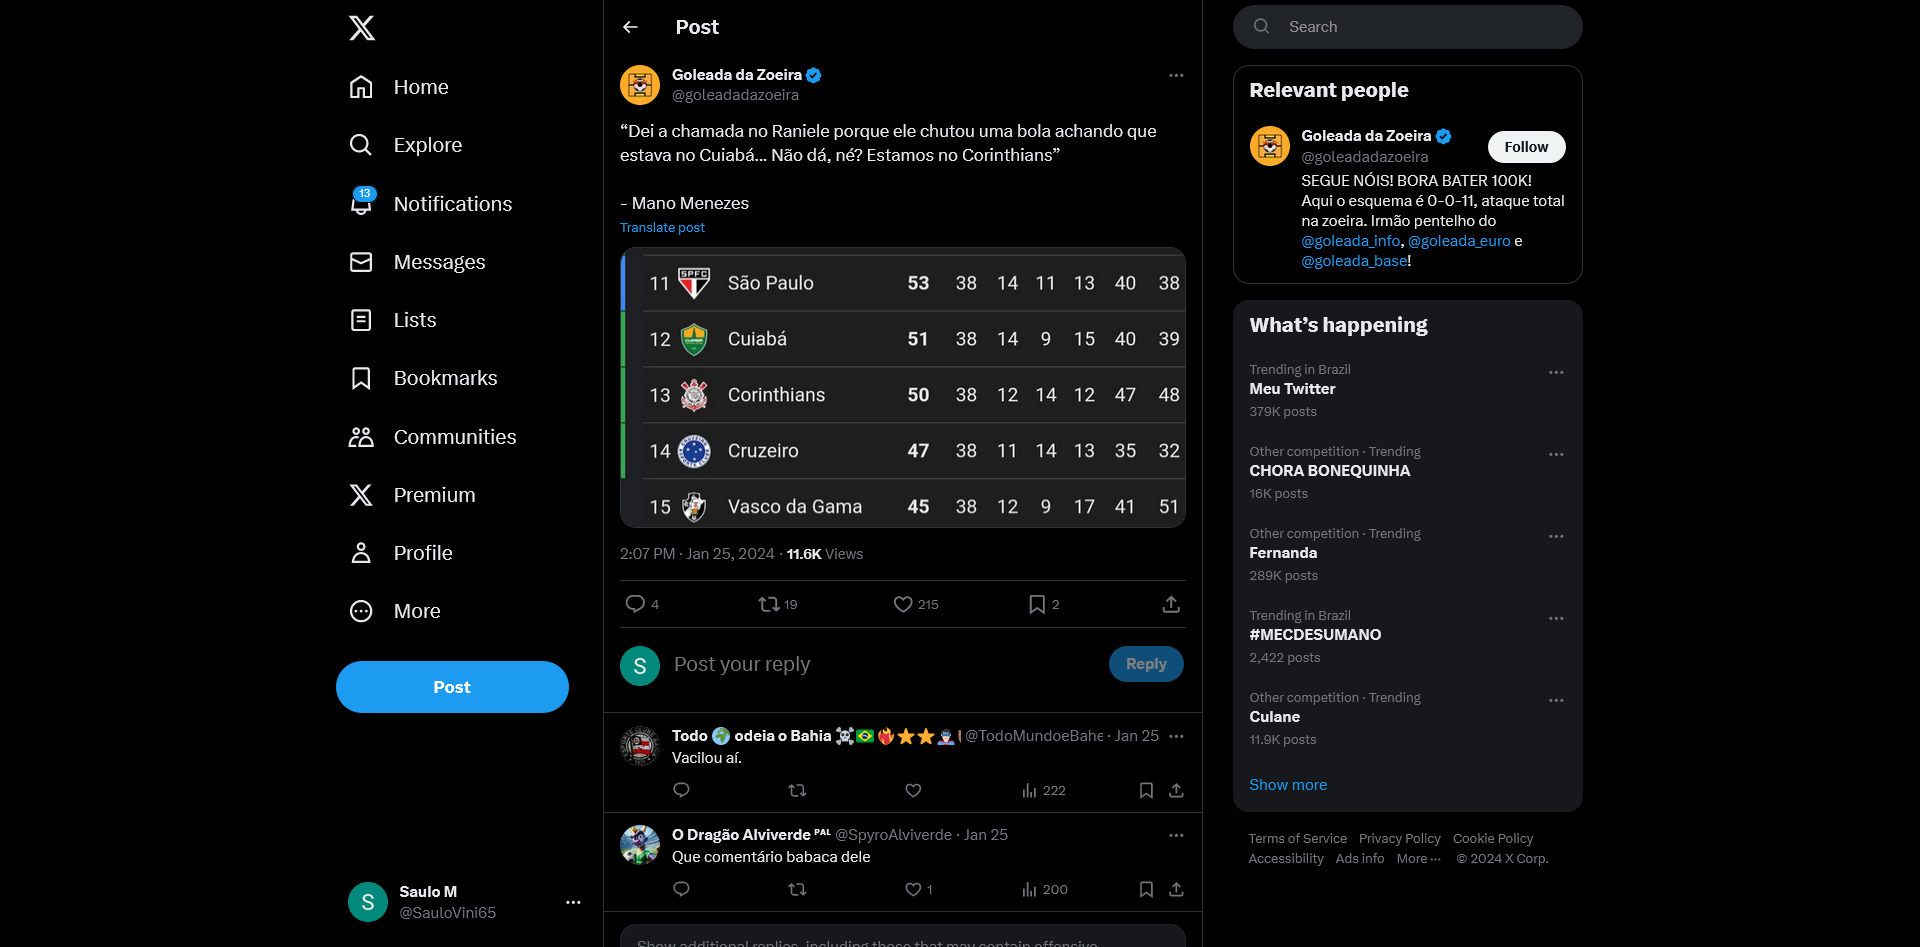 Home
Explore
13
Notifications
Messages
Lists
Bookmarks
Communities
Premium
Profile
More
Post
Saulo M
@SauloVini65
Post
Goleada da Zoeira
@goleadadazoeira
“Dei a chamada no Raniele porque ele chutou uma bola achando que
estava no Cuiabá... Não dá, né? Estamos no Corinthians”
- Mano Menezes
Translate post
11 SPFC São Paulo 53 38 14 11 13 40 38
12 Cuiabá 51 38 14 9 15 40 39
13 Corinthians 50 38 12 14 12 47 48
14 Cruzeiro 47 38 11 14 13 35 32
15 Vasco da Gama 45 38 12 9 17 41 51
2:07 PM · Jan 25, 2024 · 11.6K Views
4 19 215 2
S Post your reply Reply
Todo 🌍 odeia o Bahia ☠️🇧🇷❤️‍🔥⭐⭐ @TodoMundoeBahe · Jan 25
Vacilou aí.
222
O Dragão Alviverde ᴾᴬᴸ @SpyroAlviverde · Jan 25
Que comentário babaca dele
1 200
Show additional replies, including those that may contain offensive
Search
Relevant people
Goleada da Zoeira
@goleadadazoeira
Follow
SEGUE NÓIS! BORA BATER 100K!
Aqui o esquema é 0-0-11, ataque total
na zoeira. Irmão pentelho do
@goleada_info, @goleada_euro e
@goleada_base!
What’s happening
Trending in Brazil
Meu Twitter
379K posts
Other competition · Trending
CHORA BONEQUINHA
16K posts
Other competition · Trending
Fernanda
289K posts
Trending in Brazil
#MECDESUMANO
2,422 posts
Other competition · Trending
Culane
11.9K posts
Show more
Terms of Service Privacy Policy Cookie Policy
Accessibility Ads info More ··· © 2024 X Corp.